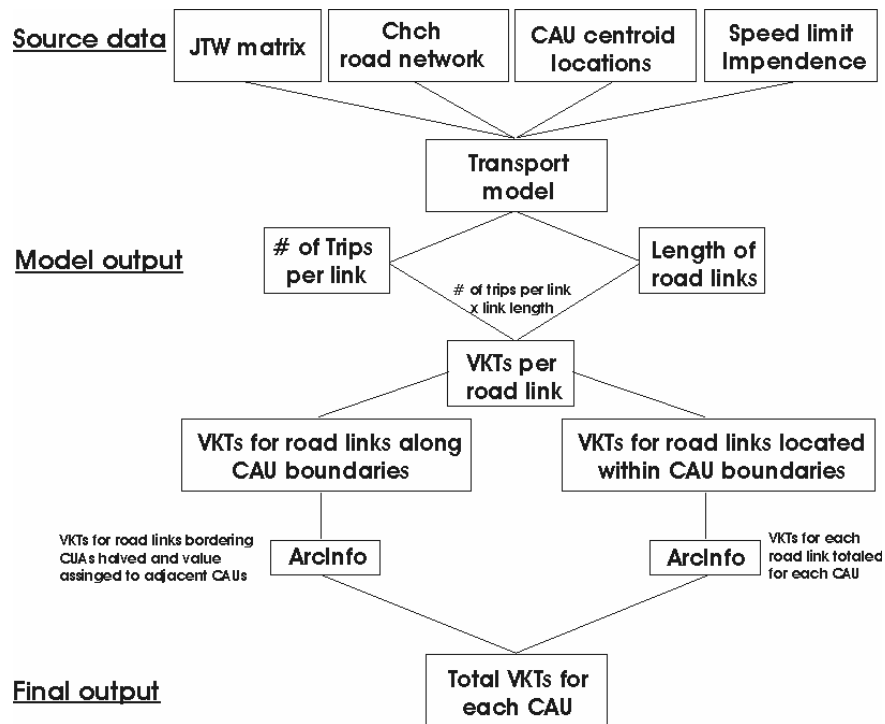 Source data
JTW matrix
Chch
road network
CAU centroid
locations
Speed limit
Impendence
Transport
model
Model output
# of Trips
per link
Length of
road links
# of trips per link
x link length
VKTs per
road link
VKTs for road links along
CAU boundaries
VKTs for road links located
within CAU boundaries
VKTs for road links bordering
CUAs halved and value
assinged to adjacent CAUs
ArcInfo
ArcInfo
VKTs for each
road link totaled
for each CAU
Final output
Total VKTs for
each CAU